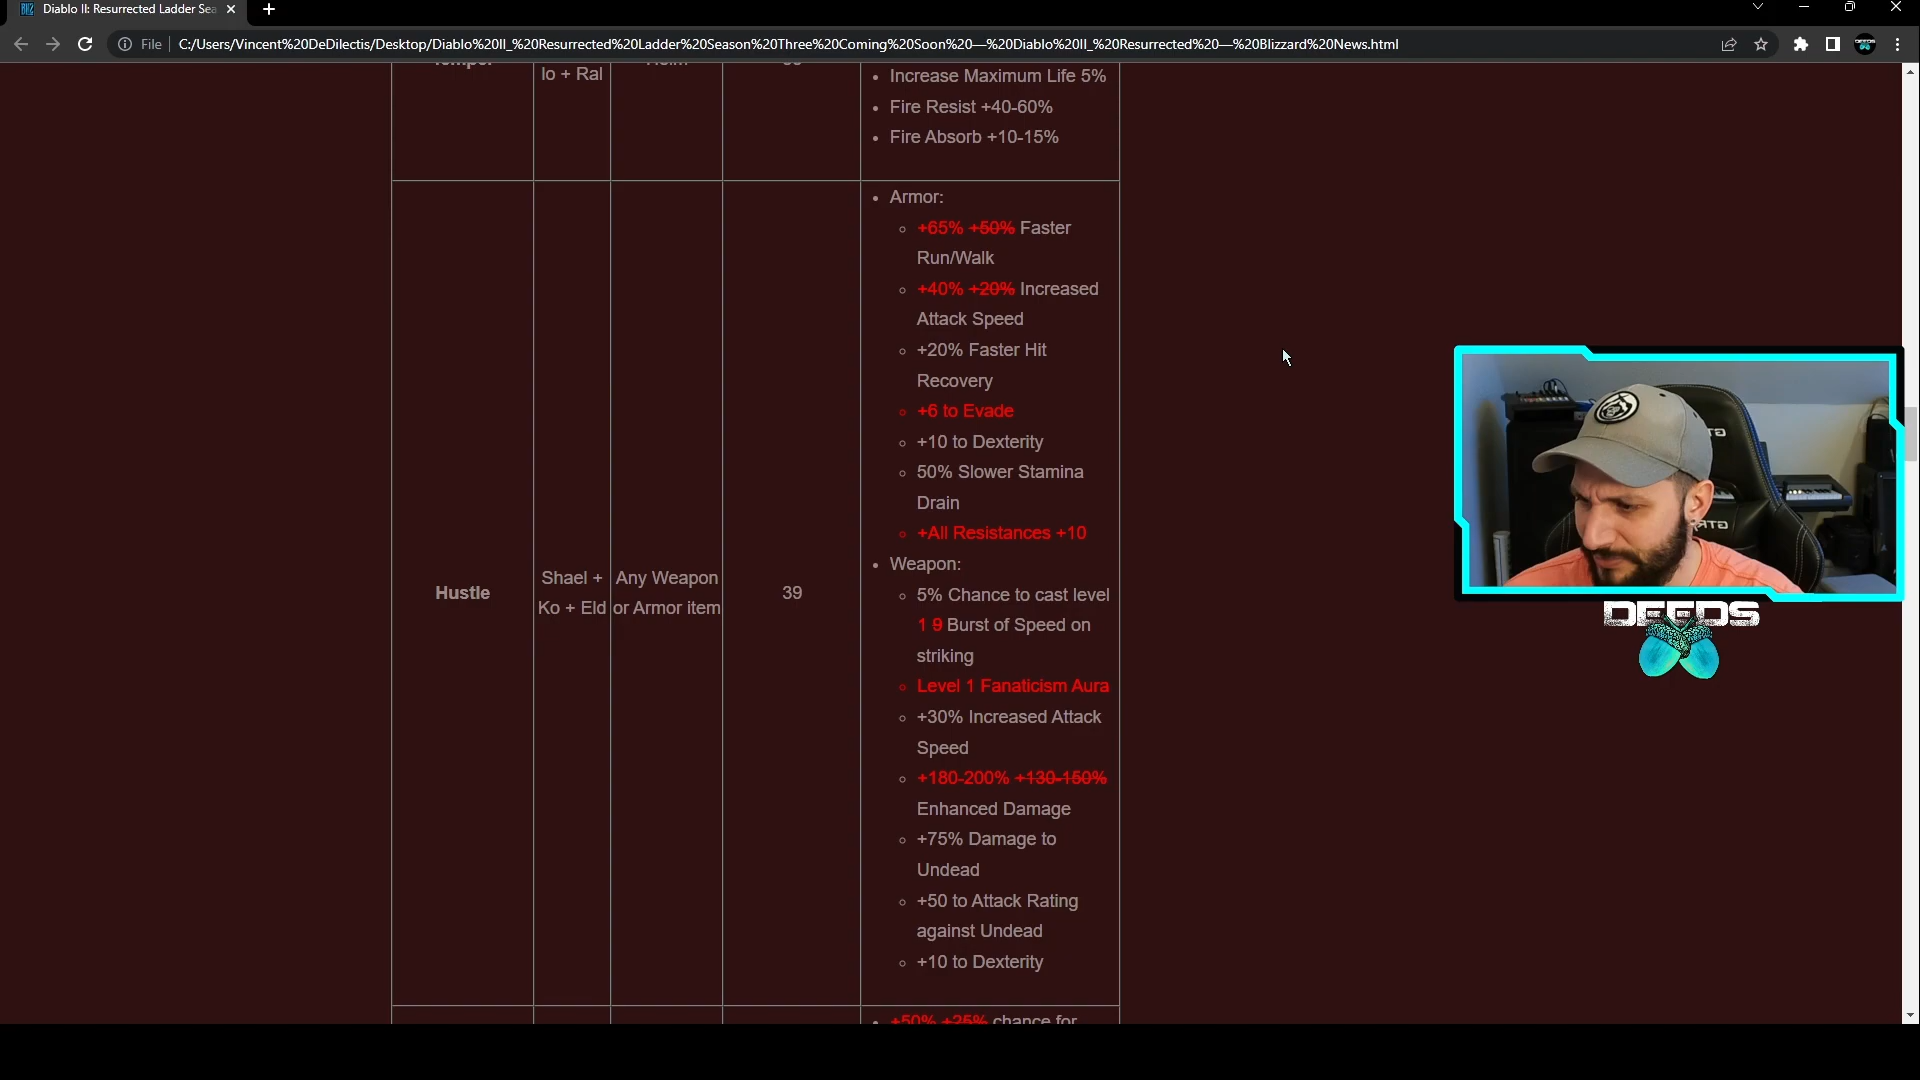 Diablo II: Resurrected Ladder Sea
File
C:/Users/Vincent%20DeDilectis/Desktop/Diablo%20II_%20Resurrected%20Ladder%20Season%20Three%20Coming%20Soon%20—%20Diablo%20II_%20Resurrected%20—%20Blizzard%20News.html
Io + Ral
Increase Maximum Life 5%
Fire Resist +40-60%
Fire Absorb +10-15%
Armor:
+65% +50% Faster
Run/Walk
+40% +20% Increased
Attack Speed
+20% Faster Hit
Recovery
+6 to Evade
+10 to Dexterity
50% Slower Stamina
Drain
+All Resistances +10
Hustle
Shael +
Ko + Eld
Any Weapon
or Armor item
39
Weapon:
5% Chance to cast level
1 9 Burst of Speed on
striking
Level 1 Fanaticism Aura
+30% Increased Attack
Speed
+180-200% +130-150%
Enhanced Damage
+75% Damage to
Undead
+50 to Attack Rating
against Undead
+10 to Dexterity
+50% +25% chance for
DEEDS